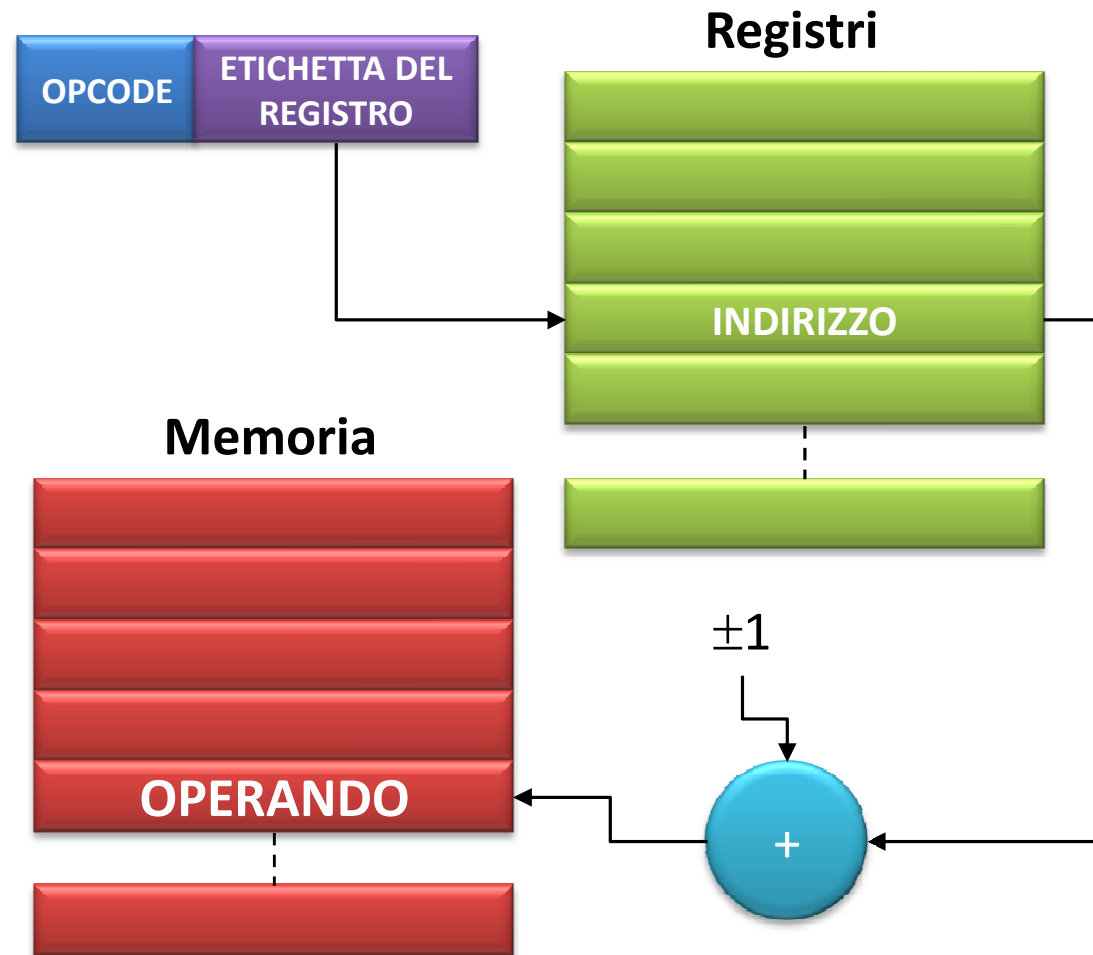 Registri
OPCODE
ETICHETTA DEL
REGISTRO
INDIRIZZO
Memoria
±1
OPERANDO
+